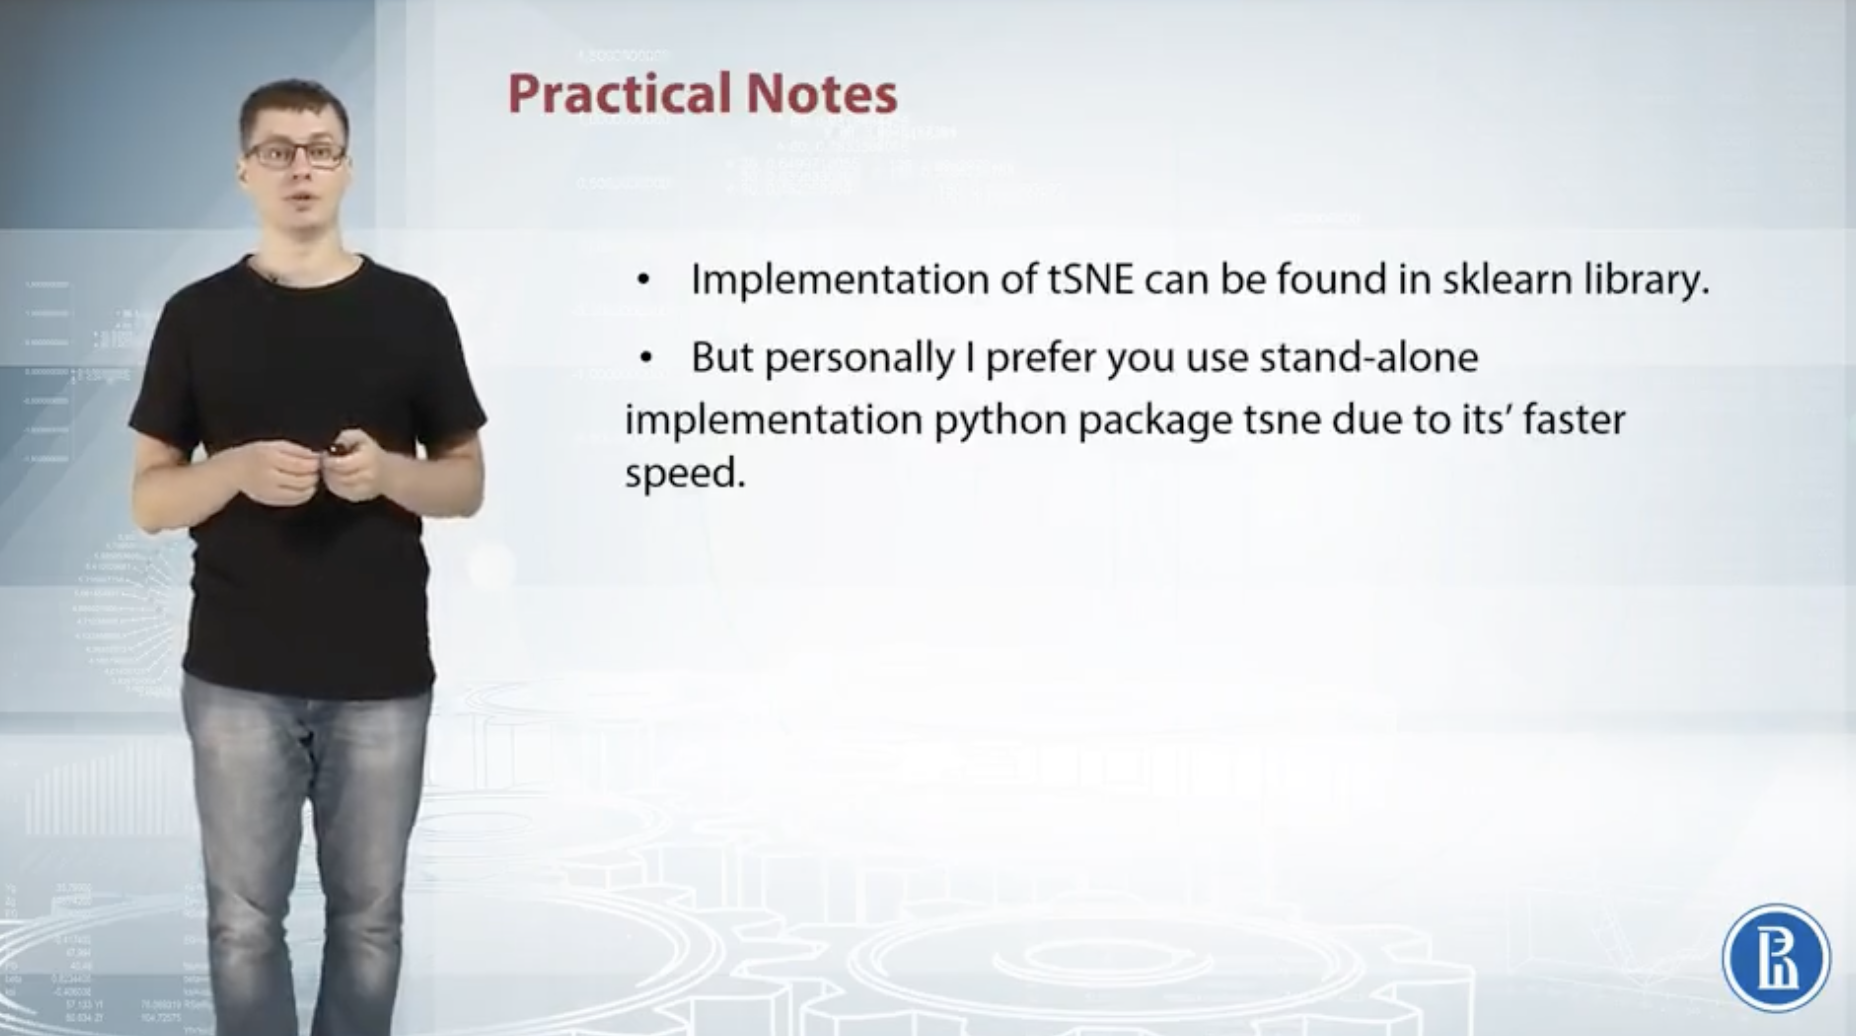 Practical Notes
• Implementation of tSNE can be found in sklearn library.
• But personally I prefer you use stand-alone
implementation python package tsne due to its’ faster
speed.